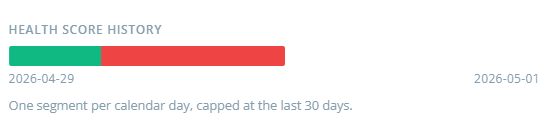 HEALTH SCORE HISTORY
2026-04-29 2026-05-01
One segment per calendar day, capped at the last 30 days.